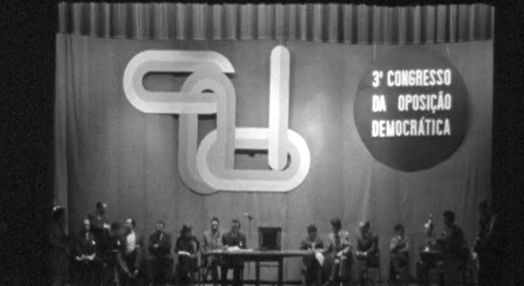 3º CONGRESSO
DA OPOSIÇÃO
DEMOCRÁTICA